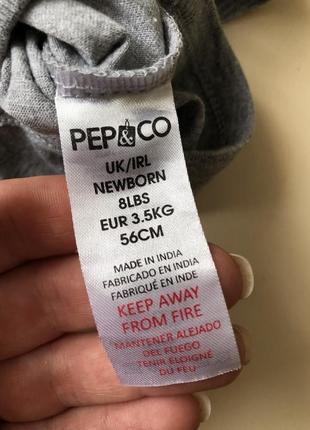 PEP&CO
UK/IRL
NEWBORN
8LBS
EUR 3.5KG
56CM
MADE IN INDIA
FABRICADO EN INDIA
FABRIQUÉ EN INDE
KEEP AWAY
FROM FIRE
MANTENER ALEJADO
DEL FUEGO
TENIR ÉLOIGNÉ
DU FEU